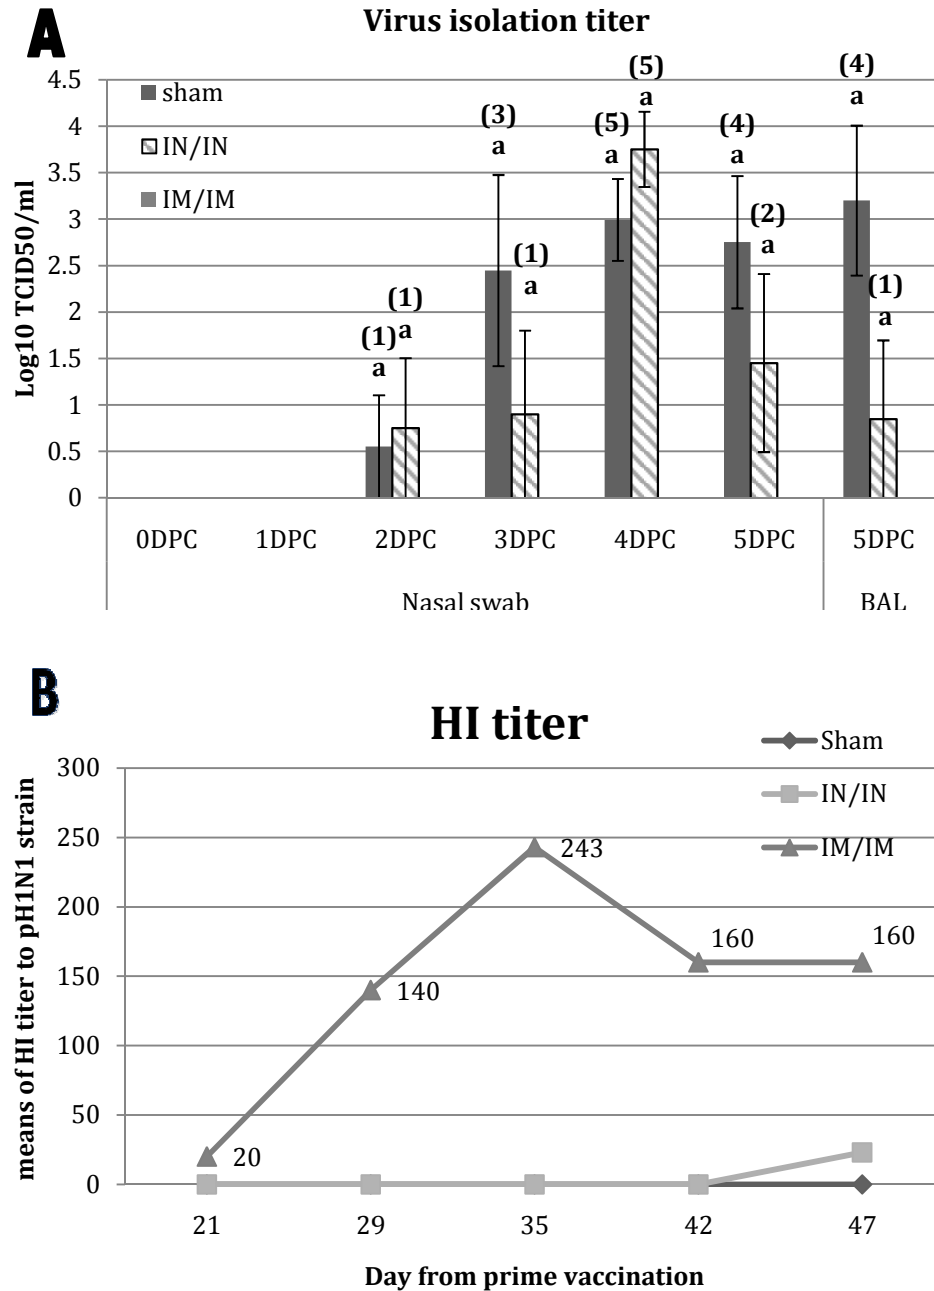 A
Virus isolation titer
Log10 TCID50/ml
4.5
4
3.5
3
2.5
2
1.5
1
0.5
0
sham
IN/IN
IM/IM
(1)
a
(1)
a
(3)
a
(1)
a
(5)
a
(5)
a
(4)
a
(2)
a
(4)
a
(1)
a
0DPC 1DPC 2DPC 3DPC 4DPC 5DPC 5DPC
Nasal swab BAL
B
HI titer
Sham
IN/IN
IM/IM
means of HI titer to pH1N1 strain
300
250
200
150
100
50
0
20
140
243
160
160
21 29 35 42 47
Day from prime vaccination